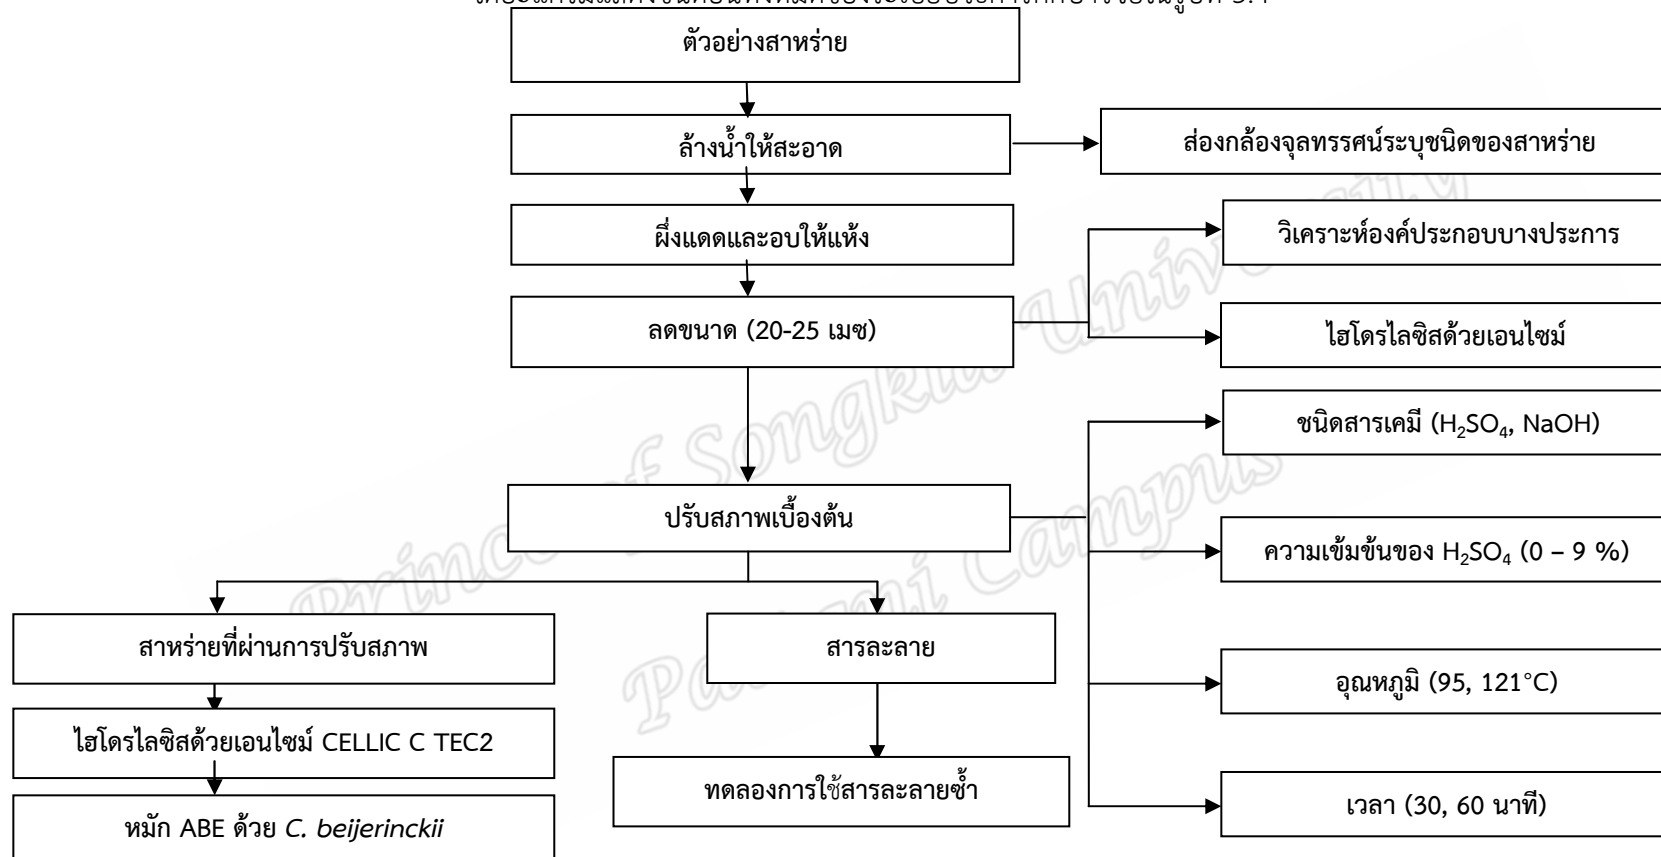 ตัวอย่างสาหร่าย
ล้างน้ำให้สะอาด
ส่องกล้องจุลทรรศน์ระบุชนิดของสาหร่าย
ผึ่งแดดและอบให้แห้ง
วิเคราะห์องค์ประกอบบางประการ
ลดขนาด (20-25 เมซ)
ไฮโดรไลซิสด้วยเอนไซม์
ชนิดสารเคมี (H₂SO₄, NaOH)
ปรับสภาพเบื้องต้น
ความเข้มข้นของ H₂SO₄ (0 – 9 %)
สาหร่ายที่ผ่านการปรับสภาพ
สารละลาย
อุณหภูมิ (95, 121°C)
ไฮโดรไลซิสด้วยเอนไซม์ CELLIC C TEC2
ทดลองการใช้สารละลายซ้ำ
เวลา (30, 60 นาที)
หมัก ABE ด้วย C. beijerinckii
Prince of Songkla University
Pattani Campus